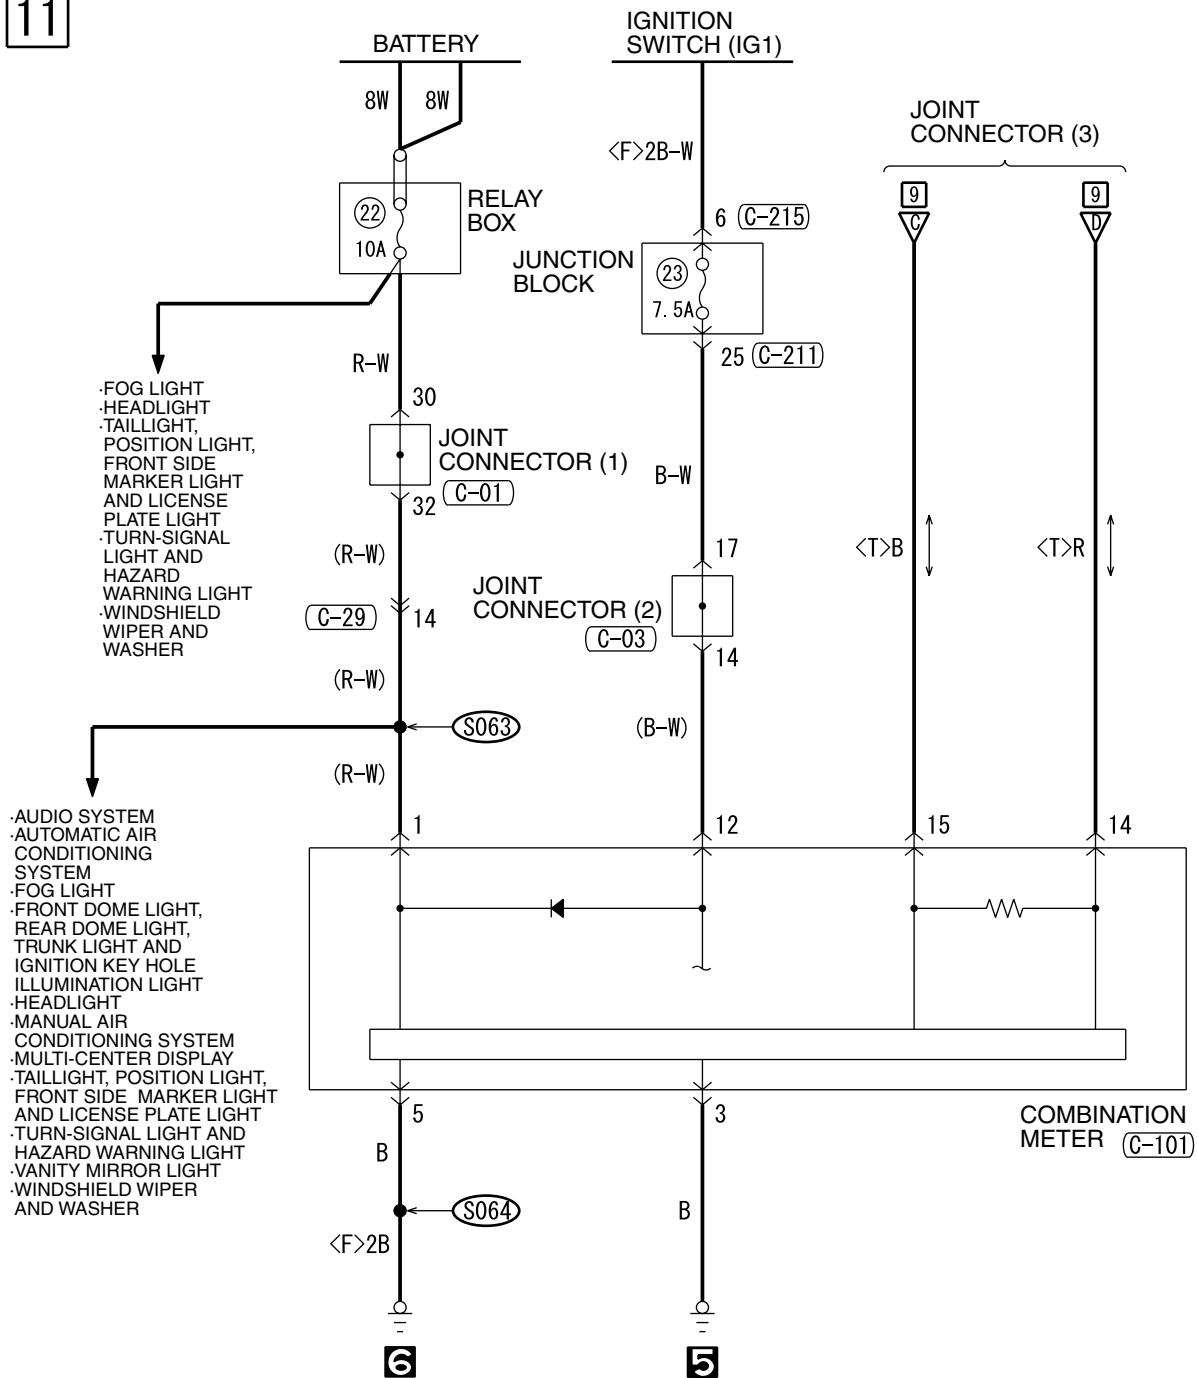 11
BATTERY
IGNITION
SWITCH (IG1)
8W
8W
JOINT
CONNECTOR (3)
<F>2B-W
9
C
9
D
RELAY
BOX
22
10A
6 C-215
JUNCTION
BLOCK
23
7.5A
25 C-211
R-W
·FOG LIGHT
·HEADLIGHT
·TAILLIGHT,
POSITION LIGHT,
FRONT SIDE
MARKER LIGHT
AND LICENSE
PLATE LIGHT
·TURN-SIGNAL
LIGHT AND
HAZARD
WARNING LIGHT
·WINDSHIELD
WIPER AND
WASHER
30
JOINT
CONNECTOR (1)
C-01
32
B-W
(R-W)
17
<T>B
<T>R
JOINT
CONNECTOR (2)
C-03
14
C-29
14
(R-W)
S063
(B-W)
(R-W)
1
12
15
14
·AUDIO SYSTEM
·AUTOMATIC AIR
CONDITIONING
SYSTEM
·FOG LIGHT
·FRONT DOME LIGHT,
REAR DOME LIGHT,
TRUNK LIGHT AND
IGNITION KEY HOLE
ILLUMINATION LIGHT
·HEADLIGHT
·MANUAL AIR
CONDITIONING SYSTEM
·MULTI-CENTER DISPLAY
·TAILLIGHT, POSITION LIGHT,
FRONT SIDE MARKER LIGHT
AND LICENSE PLATE LIGHT
·TURN-SIGNAL LIGHT AND
HAZARD WARNING LIGHT
·VANITY MIRROR LIGHT
·WINDSHIELD WIPER
AND WASHER
5
3
COMBINATION
METER C-101
B
S064
B
<F>2B
6
5